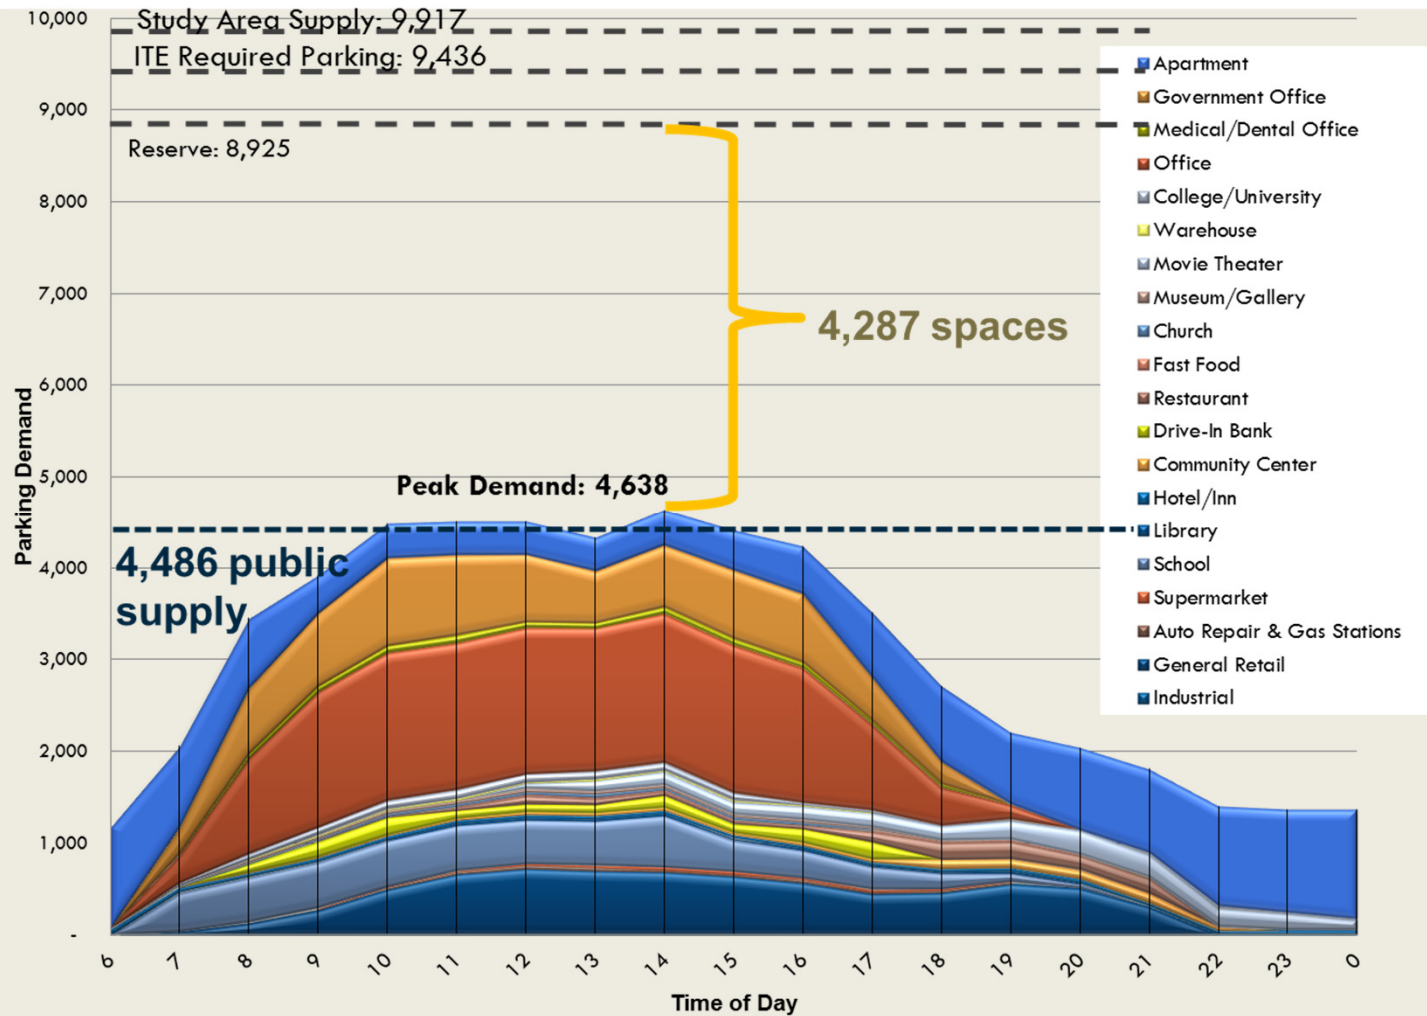 10,000
Study Area Supply: 9,917
ITE Required Parking: 9,436
9,000
Reserve: 8,925
8,000
7,000
6,000
5,000
4,000
3,000
2,000
1,000
-
Parking Demand
4,287 spaces
Peak Demand: 4,638
4,486 public
supply
Apartment
Government Office
Medical/Dental Office
Office
College/University
Warehouse
Movie Theater
Museum/Gallery
Church
Fast Food
Restaurant
Drive-In Bank
Community Center
Hotel/Inn
Library
School
Supermarket
Auto Repair & Gas Stations
General Retail
Industrial
6 7 8 9 10 11 12 13 14 15 16 17 18 19 20 21 22 23 0
Time of Day